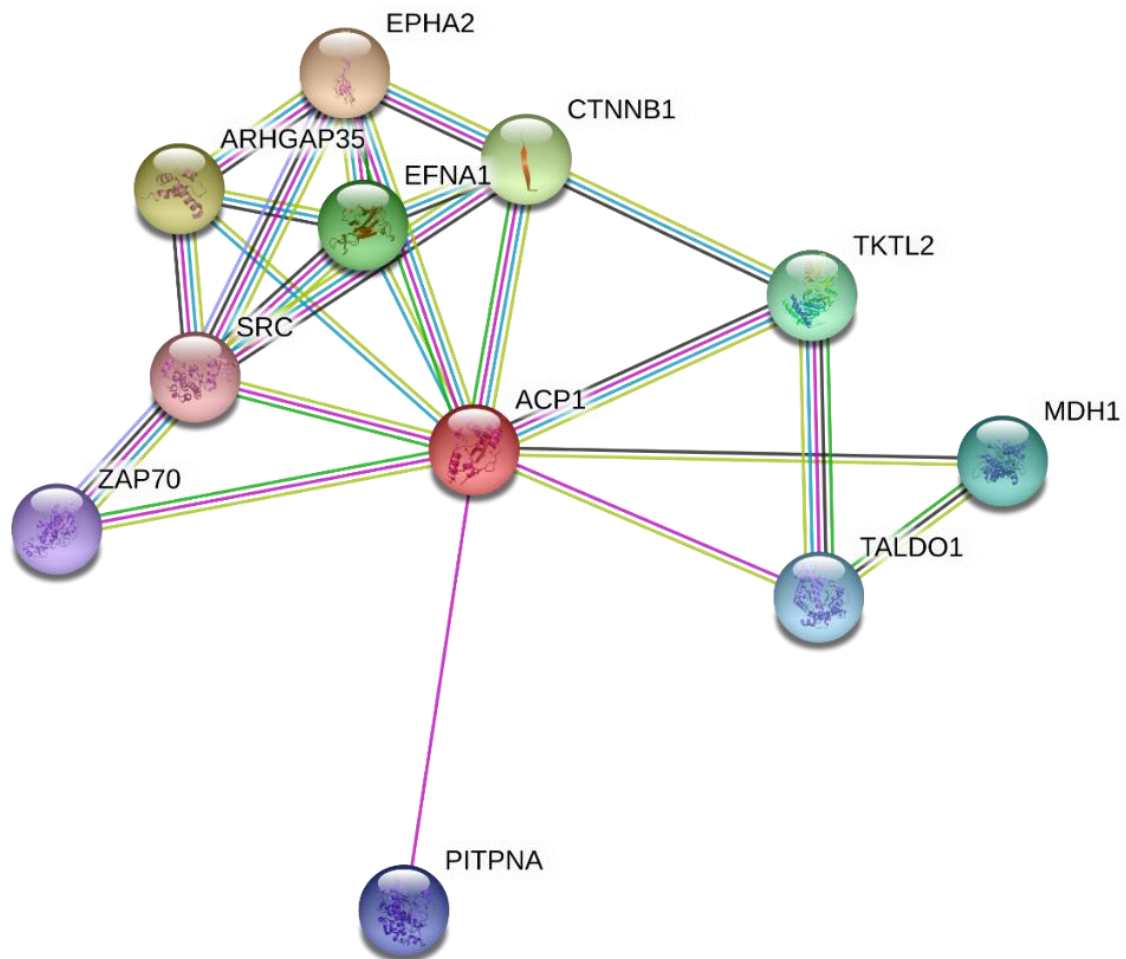 EPHA2
CTNNB1
ARHGAP35
EFNA1
TKTL2
SRC
ACP1
MDH1
ZAP70
TALDO1
PITPNA